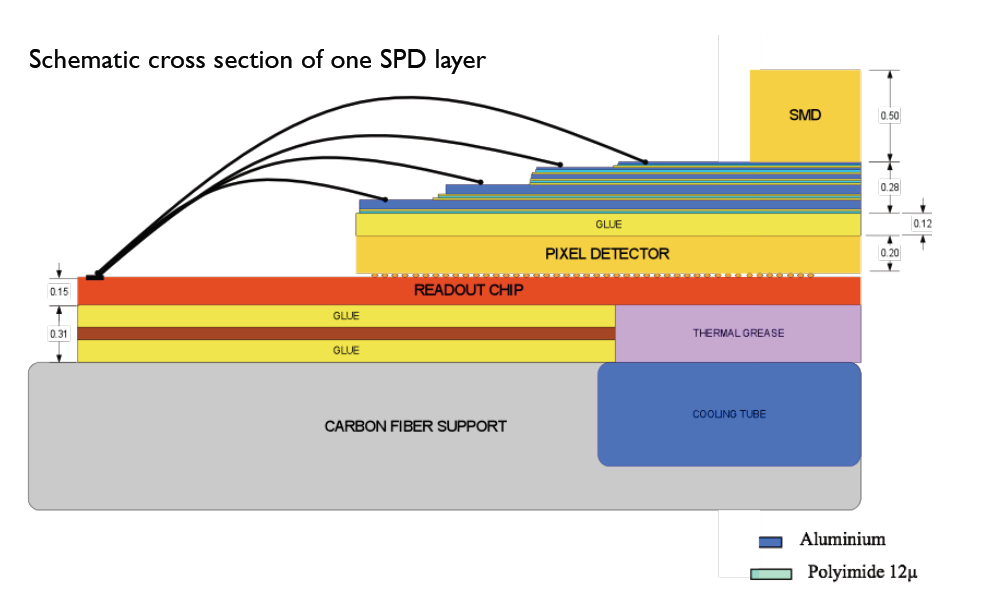 Schematic cross section of one SPD layer
SMD
0.50
0.28
GLUE
0.12
PIXEL DETECTOR
0.20
READOUT CHIP
0.15
GLUE
0.31
THERMAL GREASE
GLUE
COOLING TUBE
CARBON FIBER SUPPORT
Aluminium
Polyimide 12μ